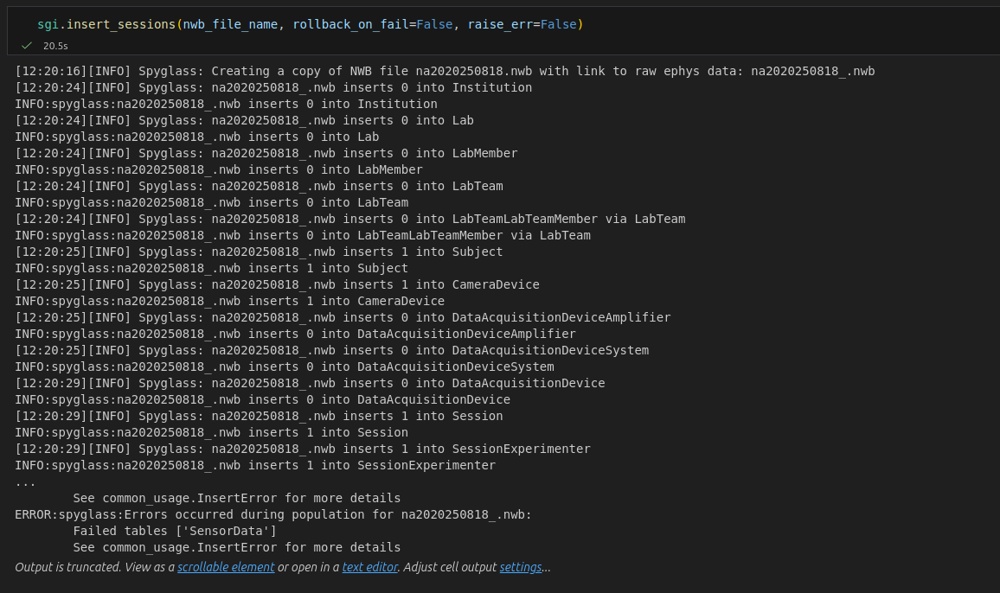 sgi.insert_sessions(nwb_file_name, rollback_on_fail=False, raise_err=False)
20.5s
[12:20:16][INFO] Spyglass: Creating a copy of NWB file na2020250818.nwb with link to raw ephys data: na2020250818_.nwb
[12:20:24][INFO] Spyglass: na2020250818_.nwb inserts 0 into Institution
INFO:spyglass:na2020250818_.nwb inserts 0 into Institution
[12:20:24][INFO] Spyglass: na2020250818_.nwb inserts 0 into Lab
INFO:spyglass:na2020250818_.nwb inserts 0 into Lab
[12:20:24][INFO] Spyglass: na2020250818_.nwb inserts 0 into LabMember
INFO:spyglass:na2020250818_.nwb inserts 0 into LabMember
[12:20:24][INFO] Spyglass: na2020250818_.nwb inserts 0 into LabTeam
INFO:spyglass:na2020250818_.nwb inserts 0 into LabTeam
[12:20:24][INFO] Spyglass: na2020250818_.nwb inserts 0 into LabTeamLabTeamMember via LabTeam
INFO:spyglass:na2020250818_.nwb inserts 0 into LabTeamLabTeamMember via LabTeam
[12:20:25][INFO] Spyglass: na2020250818_.nwb inserts 1 into Subject
INFO:spyglass:na2020250818_.nwb inserts 1 into Subject
[12:20:25][INFO] Spyglass: na2020250818_.nwb inserts 1 into CameraDevice
INFO:spyglass:na2020250818_.nwb inserts 1 into CameraDevice
[12:20:25][INFO] Spyglass: na2020250818_.nwb inserts 0 into DataAcquisitionDeviceAmplifier
INFO:spyglass:na2020250818_.nwb inserts 0 into DataAcquisitionDeviceAmplifier
[12:20:25][INFO] Spyglass: na2020250818_.nwb inserts 0 into DataAcquisitionDeviceSystem
INFO:spyglass:na2020250818_.nwb inserts 0 into DataAcquisitionDeviceSystem
[12:20:29][INFO] Spyglass: na2020250818_.nwb inserts 0 into DataAcquisitionDevice
INFO:spyglass:na2020250818_.nwb inserts 0 into DataAcquisitionDevice
[12:20:29][INFO] Spyglass: na2020250818_.nwb inserts 1 into Session
INFO:spyglass:na2020250818_.nwb inserts 1 into Session
[12:20:29][INFO] Spyglass: na2020250818_.nwb inserts 1 into SessionExperimenter
INFO:spyglass:na2020250818_.nwb inserts 1 into SessionExperimenter
...
See common_usage.InsertError for more details
ERROR:spyglass:Errors occurred during population for na2020250818_.nwb:
Failed tables ['SensorData']
See common_usage.InsertError for more details
Output is truncated. View as a scrollable element or open in a text editor. Adjust cell output settings...